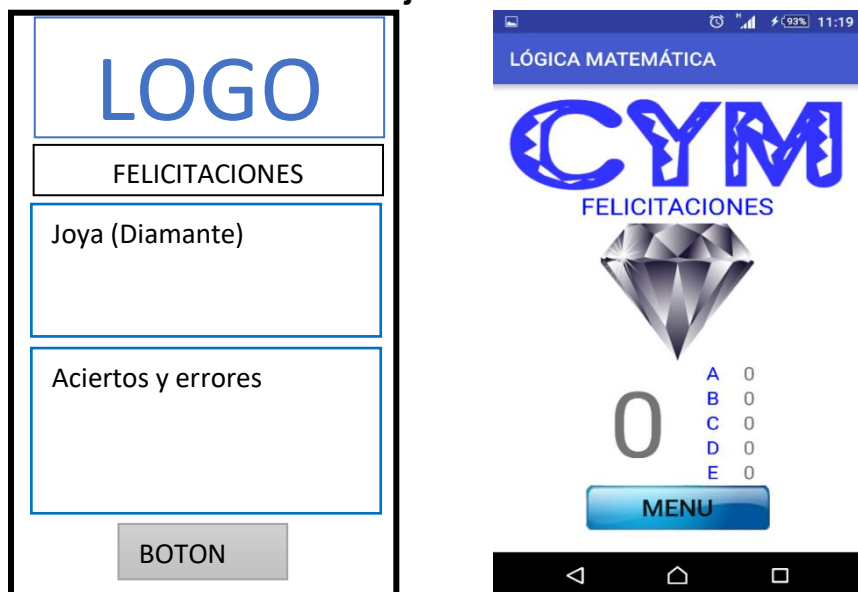 LOGO
FELICITACIONES
Joya (Diamante)
Aciertos y errores
BOTON
H 93% 11:19
LÓGICA MATEMÁTICA
CYM
FELICITACIONES
0
A 0
B 0
C 0
D 0
E 0
MENU